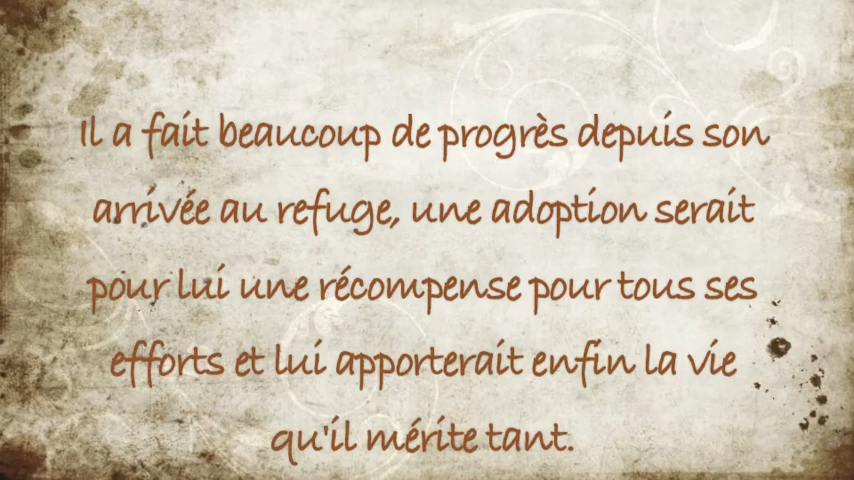 Il a fait beaucoup de progrès depuis son
arrivée au refuge, une adoption serait
pour lui une récompense pour tous ses
efforts et lui apporterait enfin la vie
qu'il mérite tant.